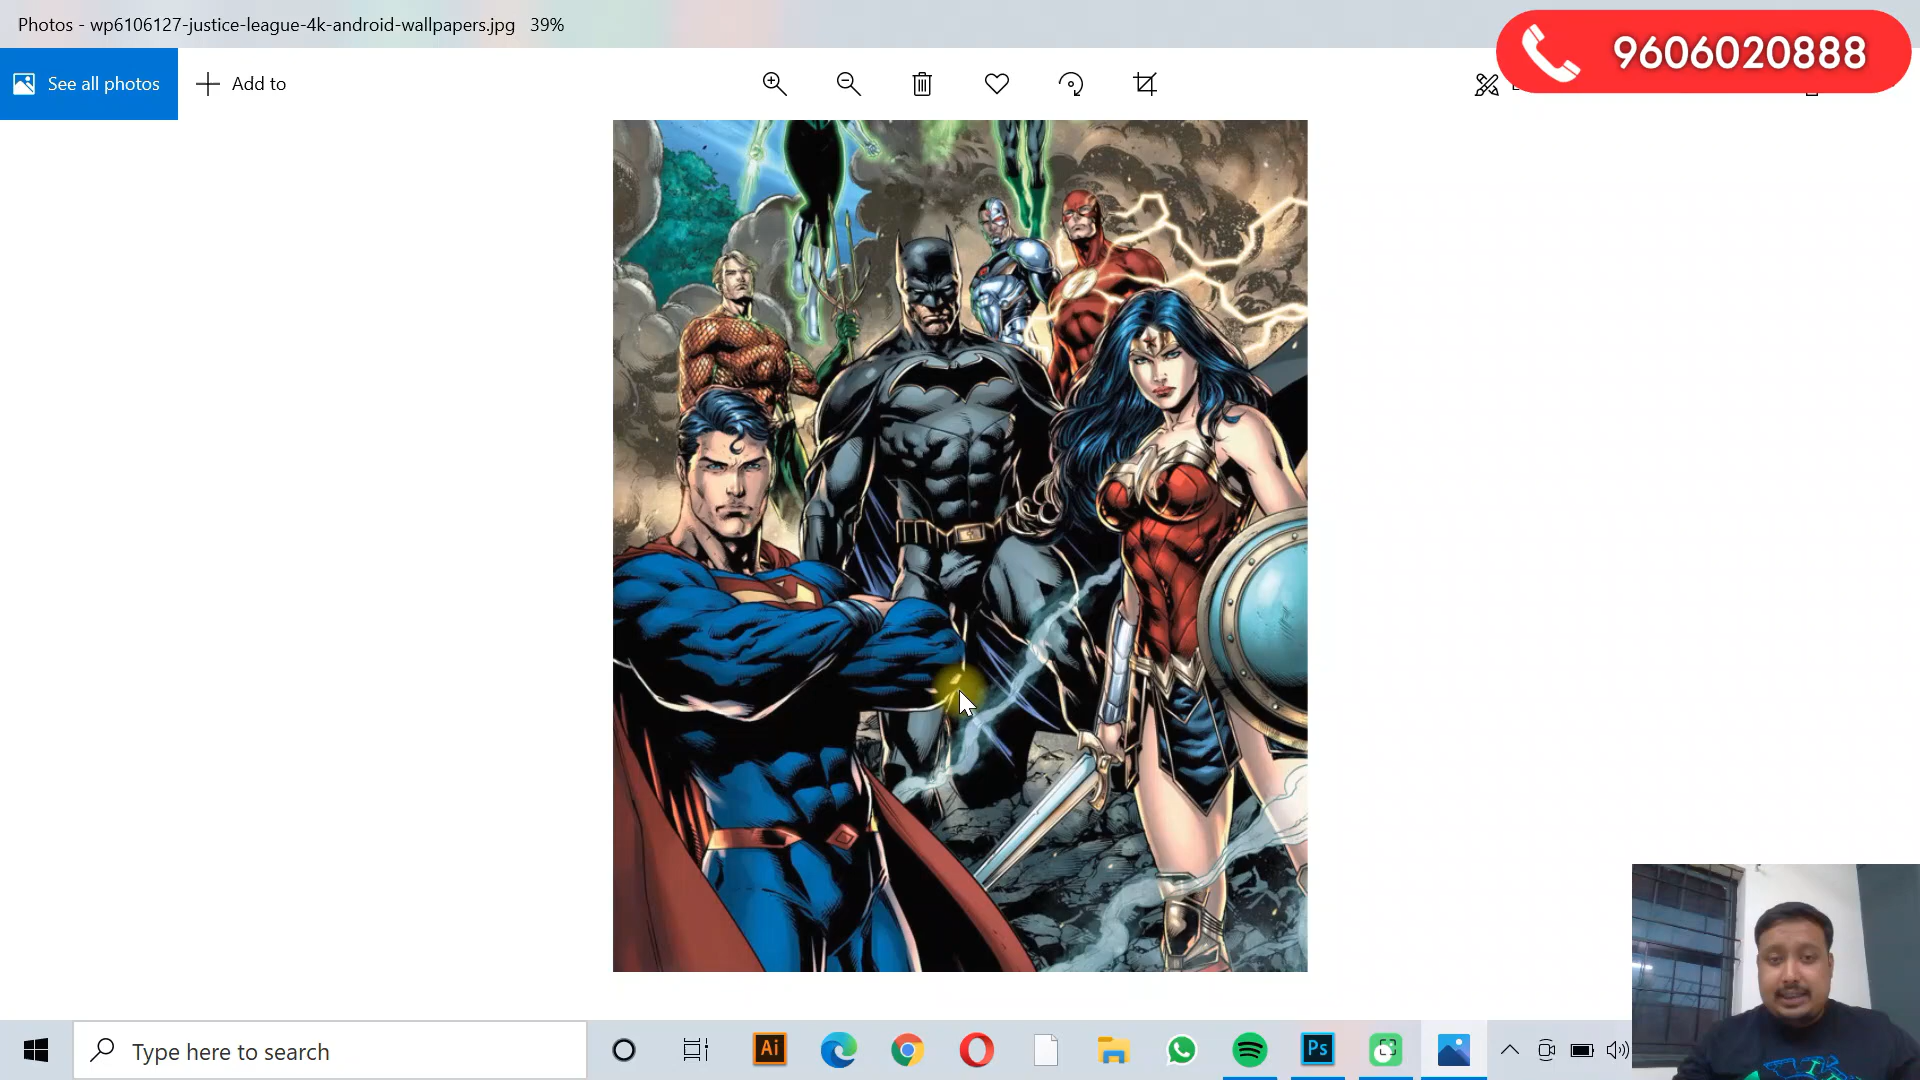 Photos - wp6106127-justice-league-4k-android-wallpapers.jpg 39%
9606020888
See all photos
Add to
Type here to search
Ai
Ps